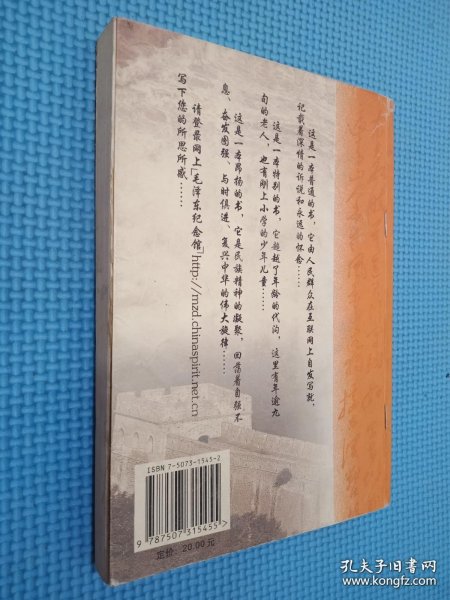 这是一本普通的书，它由人民群众在互联网上自发写就，
记载着深情的诉说和永远的怀念……
这是一本特别的书，它超越了年龄的代沟，这里有年逾九
旬的老人，也有刚上小学的少年儿童……
这是一本昂扬的书，它是民族精神的凝聚，回荡着自强不
息、奋发图强、与时俱进、复兴中华的伟大旋律……
请登录网上「毛泽东纪念馆」http://mzd.chinaspirit.net.cn
写下您的所思所感……
ISBN 7-5073-1545-2
9 787507 315455 >
定价：20.00元
孔夫子旧书网
www.kongfz.com